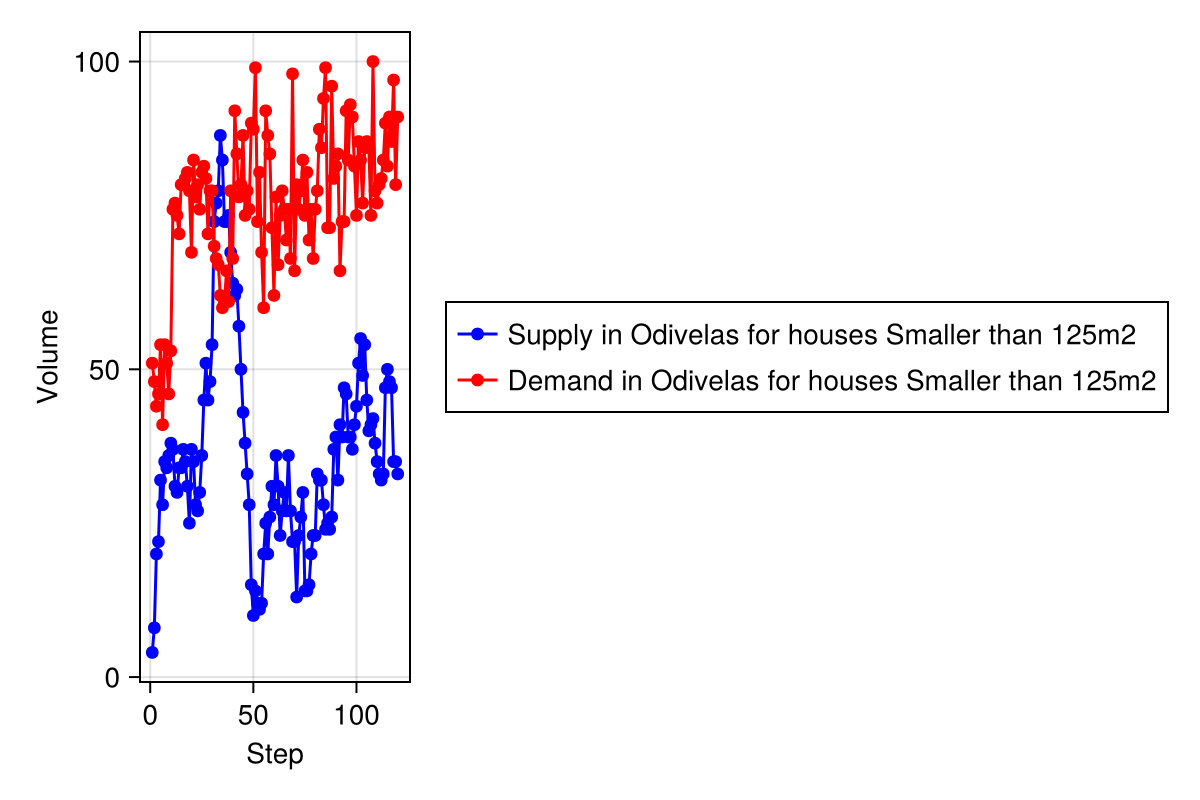 100
50
0
Volume
0 50 100
Step
Supply in Odivelas for houses Smaller than 125m2
Demand in Odivelas for houses Smaller than 125m2